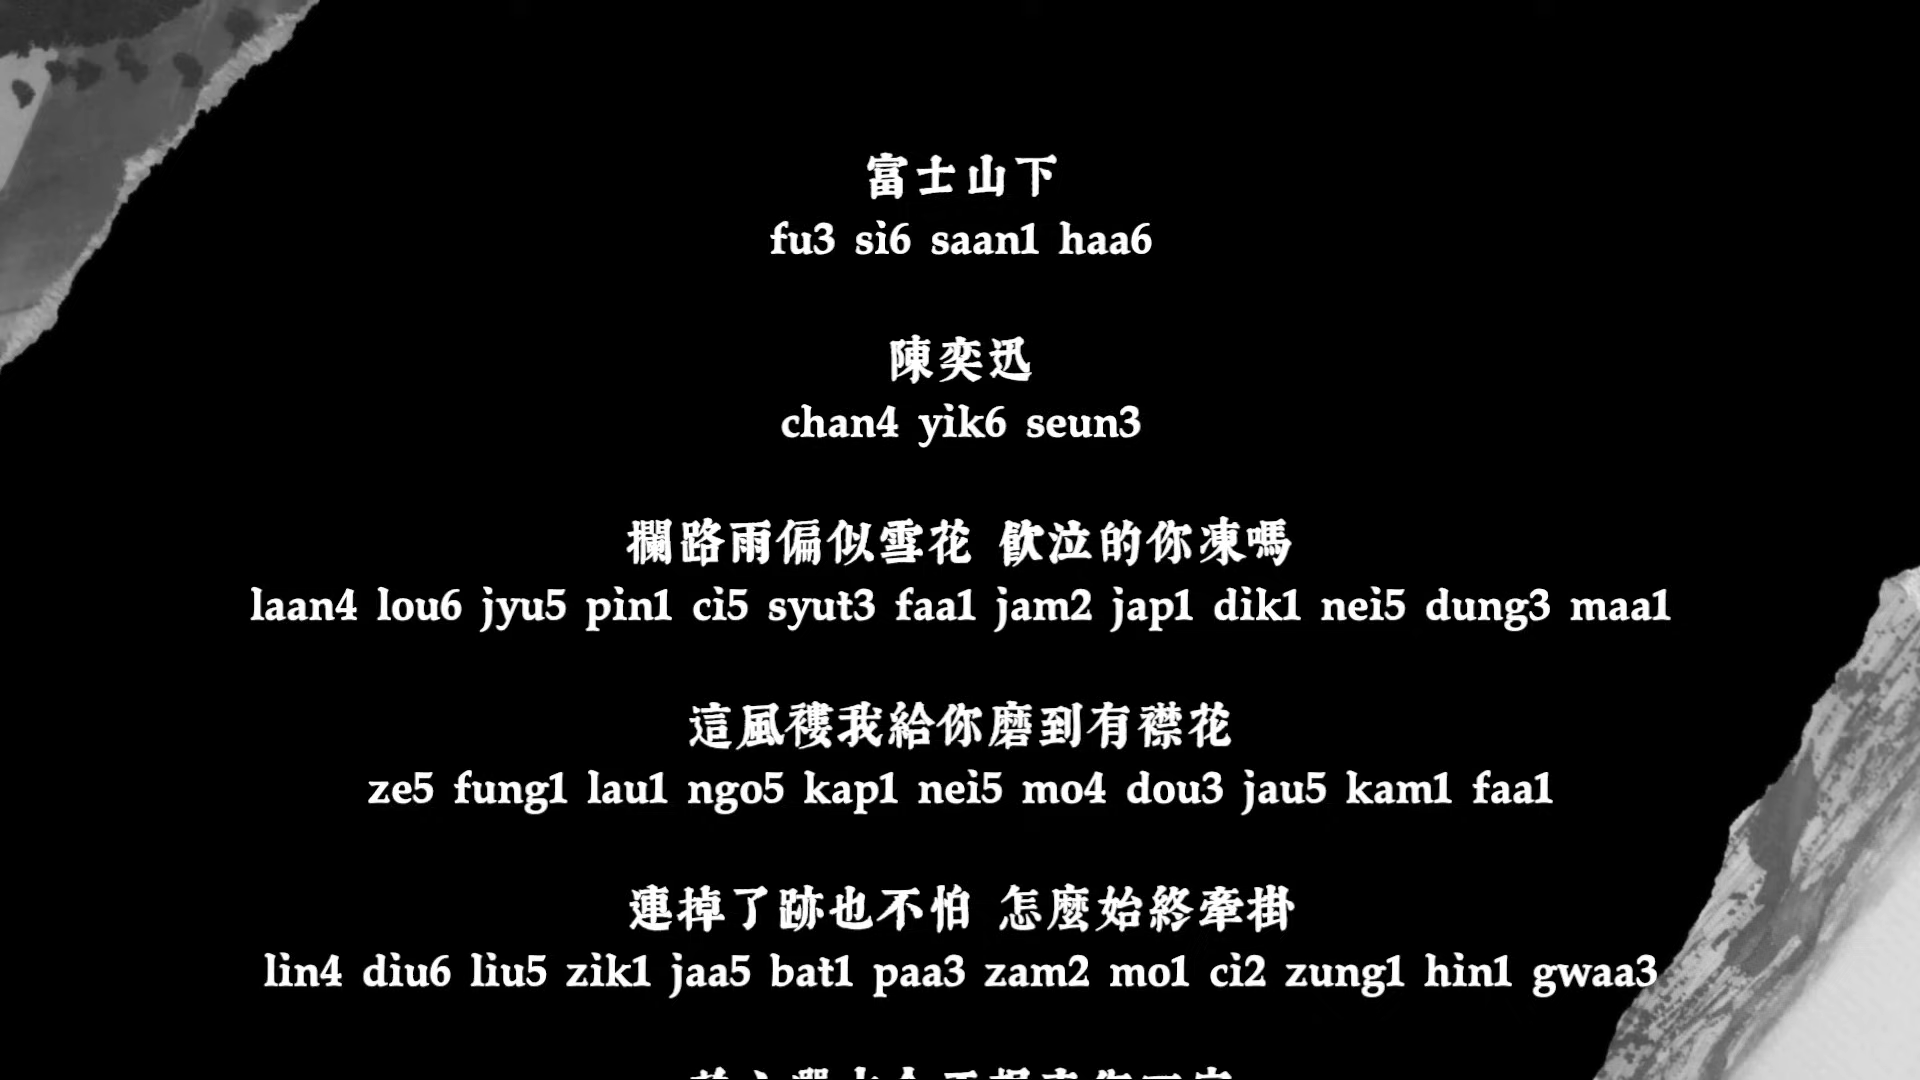 富士山下
fu3 si6 saan1 haa6
陳奕迅
chan4 yik6 seun3
攔路雨偏似雪花 飲泣的你凍嗎
laan4 lou6 jyu5 pin1 ci5 syut3 faa1 jam2 jap1 dik1 nei5 dung3 maa1
這風褸我給你磨到有襟花
ze5 fung1 lau1 ngo5 kap1 nei5 mo4 dou3 jau5 kam1 faa1
連掉了跡也不怕 怎麼始終牽掛
lin4 diu6 liu5 zik1 jaa5 bat1 paa3 zam2 mo1 ci2 zung1 hin1 gwaa3